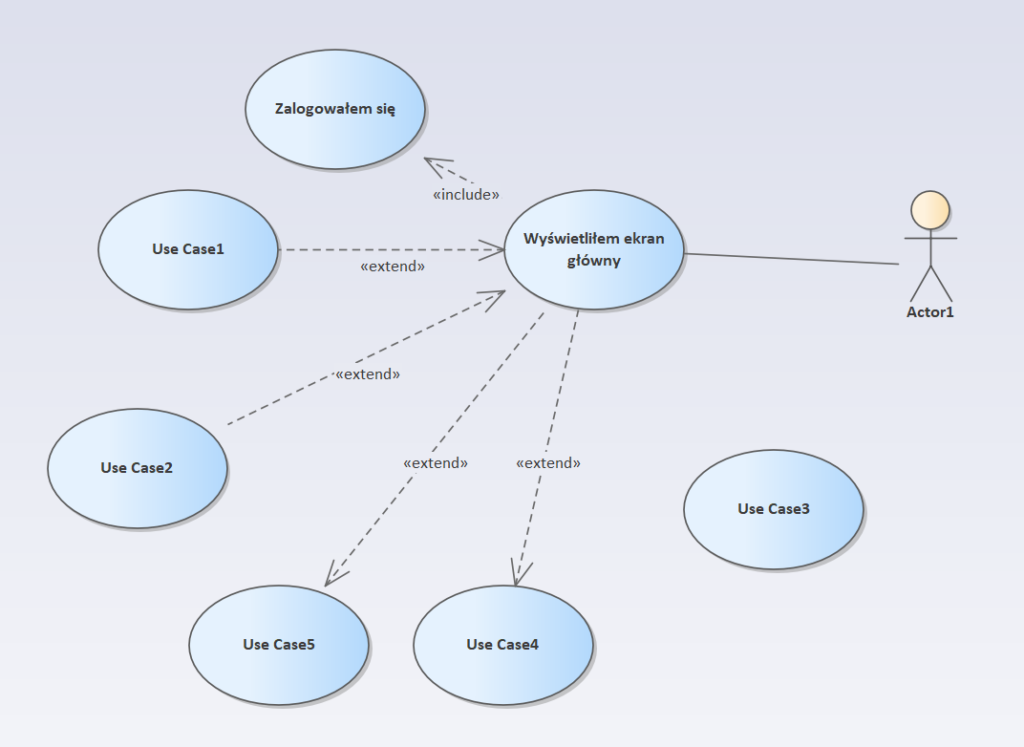 Zalogowałem się
«include»
Use Case1
«extend»
Wyświetliłem ekran
główny
Actor1
«extend»
Use Case2
«extend»
«extend»
Use Case3
Use Case5
Use Case4